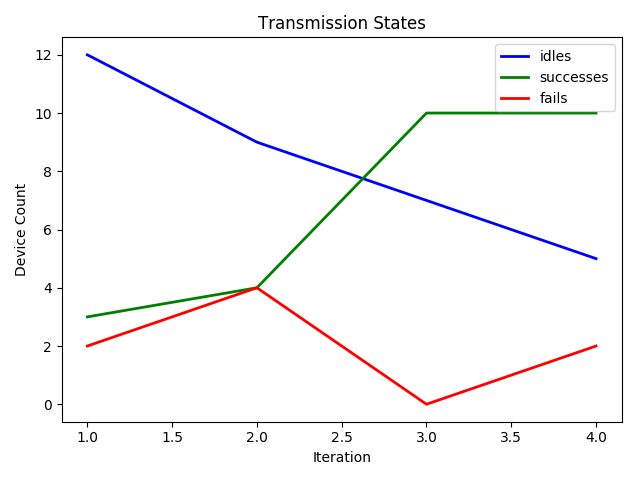 Transmission States
idles
successes
fails
12
10
8
6
4
2
0
Device Count
1.0 1.5 2.0 2.5 3.0 3.5 4.0
Iteration